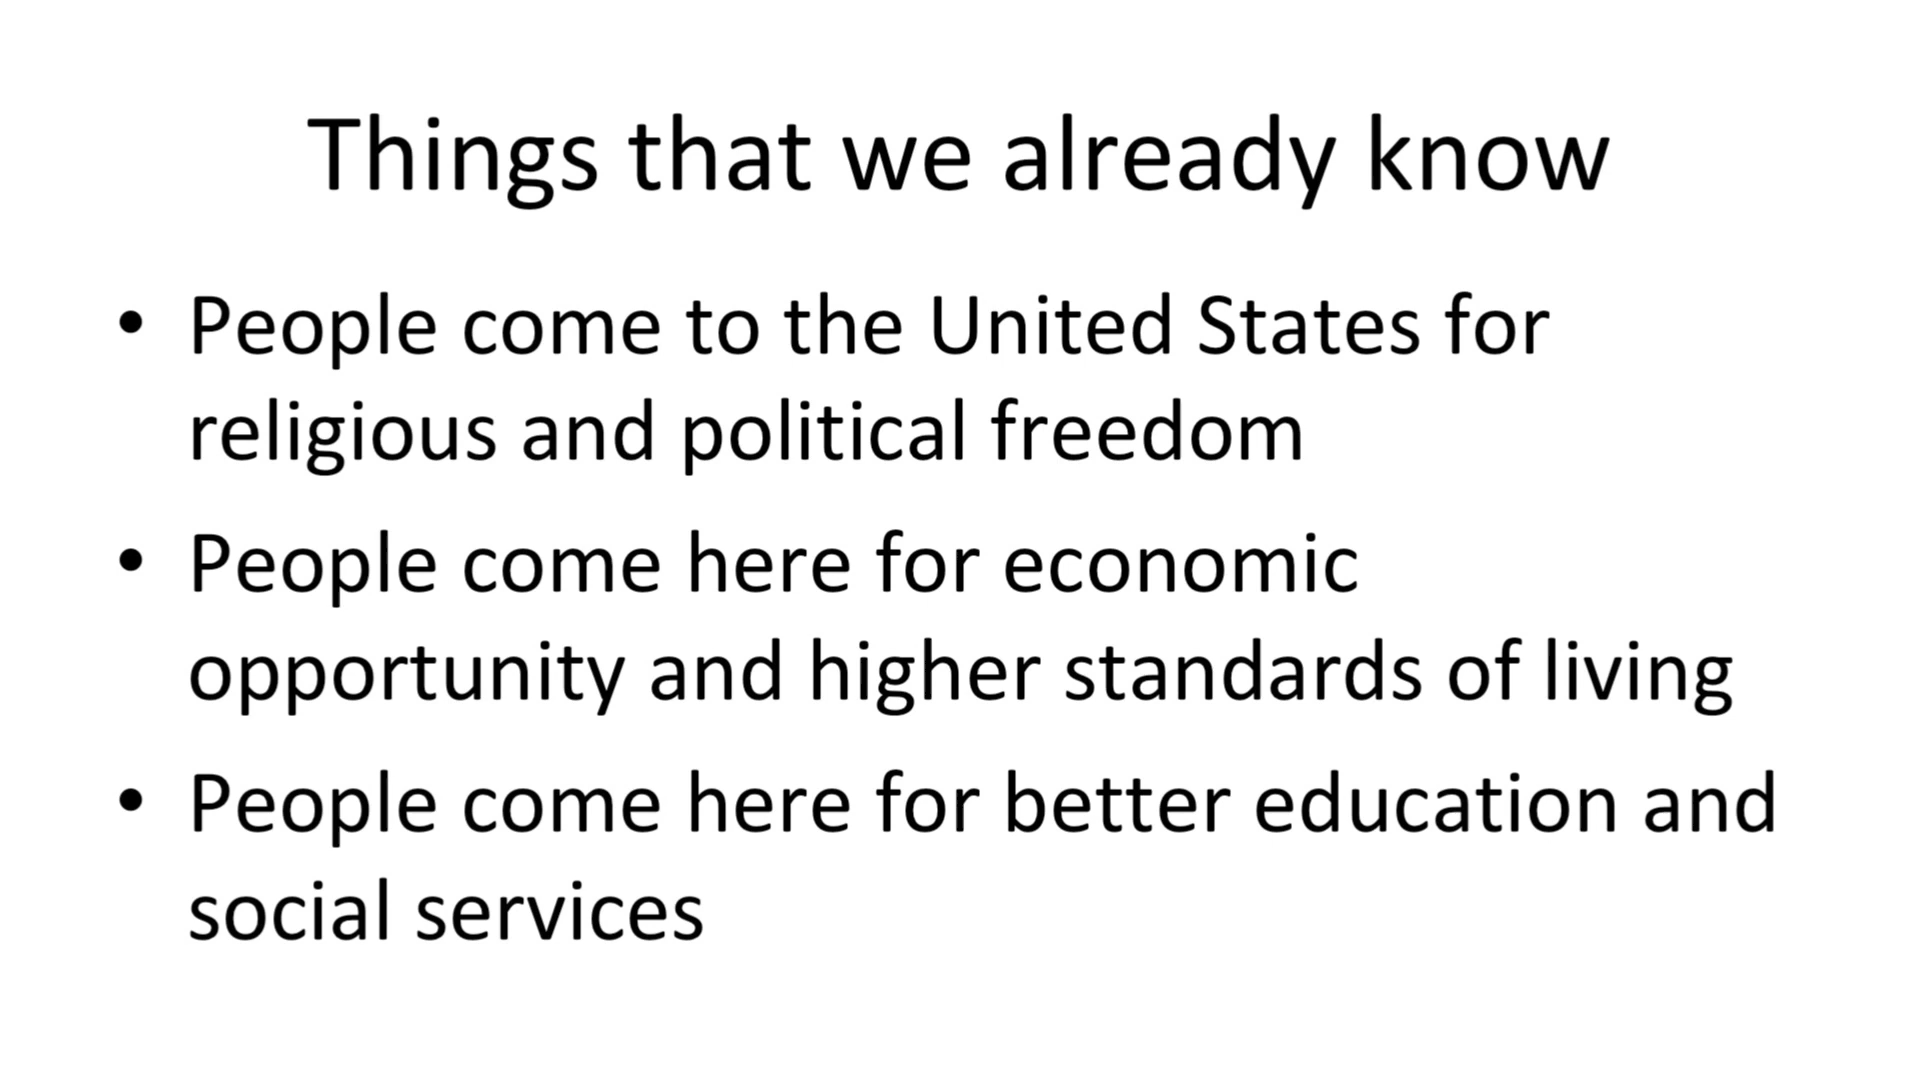 Things that we already know
• People come to the United States for
religious and political freedom
• People come here for economic
opportunity and higher standards of living
• People come here for better education and
social services